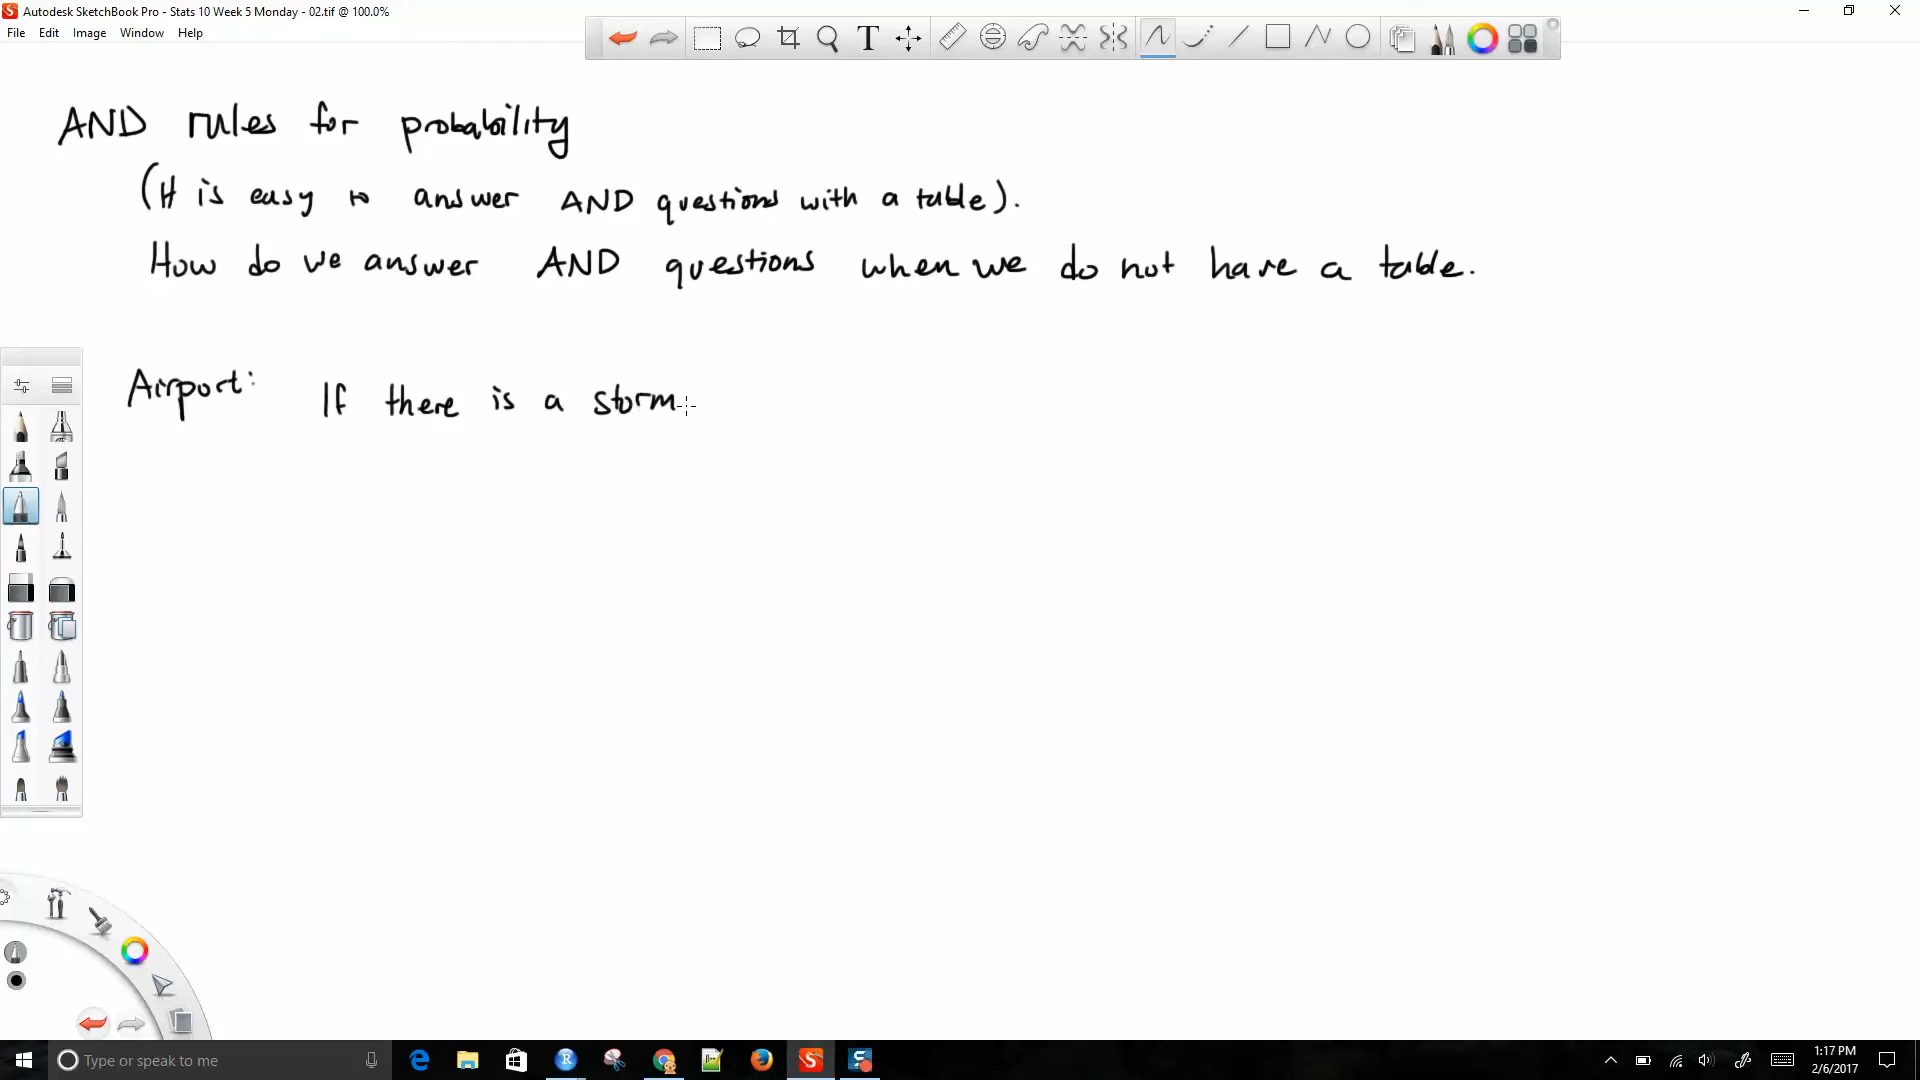 Autodesk SketchBook Pro - Stats 10 Week 5 Monday - 02.tif @ 100.0%
File Edit Image Window Help
T
AND rules for probability
(It is easy to answer AND questions with a table).
How do we answer AND questions when we do not have a table.
Airport: If there is a storm
Type or speak to me
1:17 PM
2/6/2017